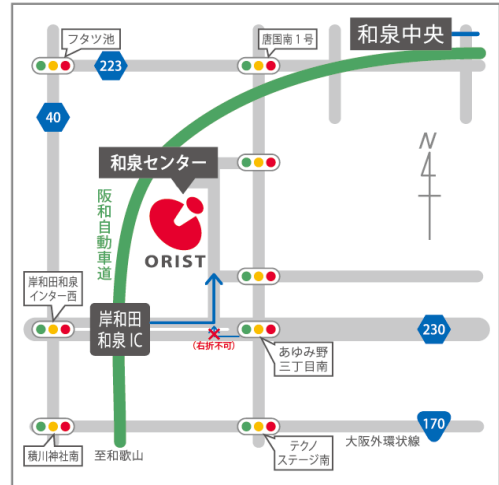 フタツ池
唐国南1号
和泉中央
223
40
N
和泉センター
阪和自動車道
ORIST
岸和田和泉
インター西
岸和田
和泉IC
(右折不可)
あゆみ野
三丁目南
230
積川神社南
至和歌山
テクノ
ステージ南
大阪外環状線
170